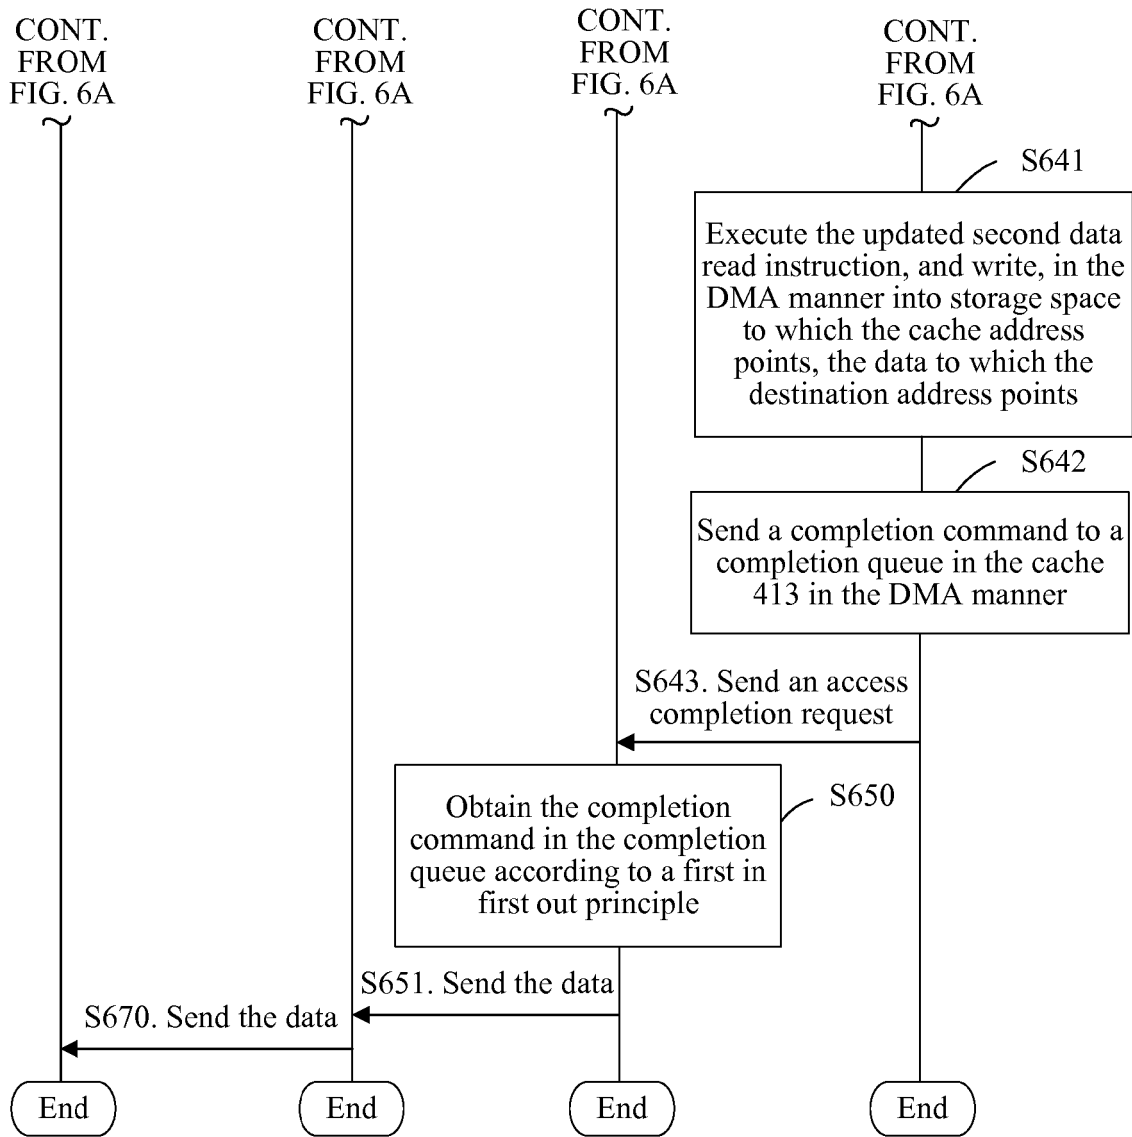 CONT.
FROM
FIG. 6A
CONT.
FROM
FIG. 6A
CONT.
FROM
FIG. 6A
CONT.
FROM
FIG. 6A
S641
Execute the updated second data
read instruction, and write, in the
DMA manner into storage space
to which the cache address
points, the data to which the
destination address points
S642
Send a completion command to a
completion queue in the cache
413 in the DMA manner
S643. Send an access
completion request
S650
Obtain the completion
command in the completion
queue according to a first in
first out principle
S651. Send the data
S670. Send the data
End
End
End
End